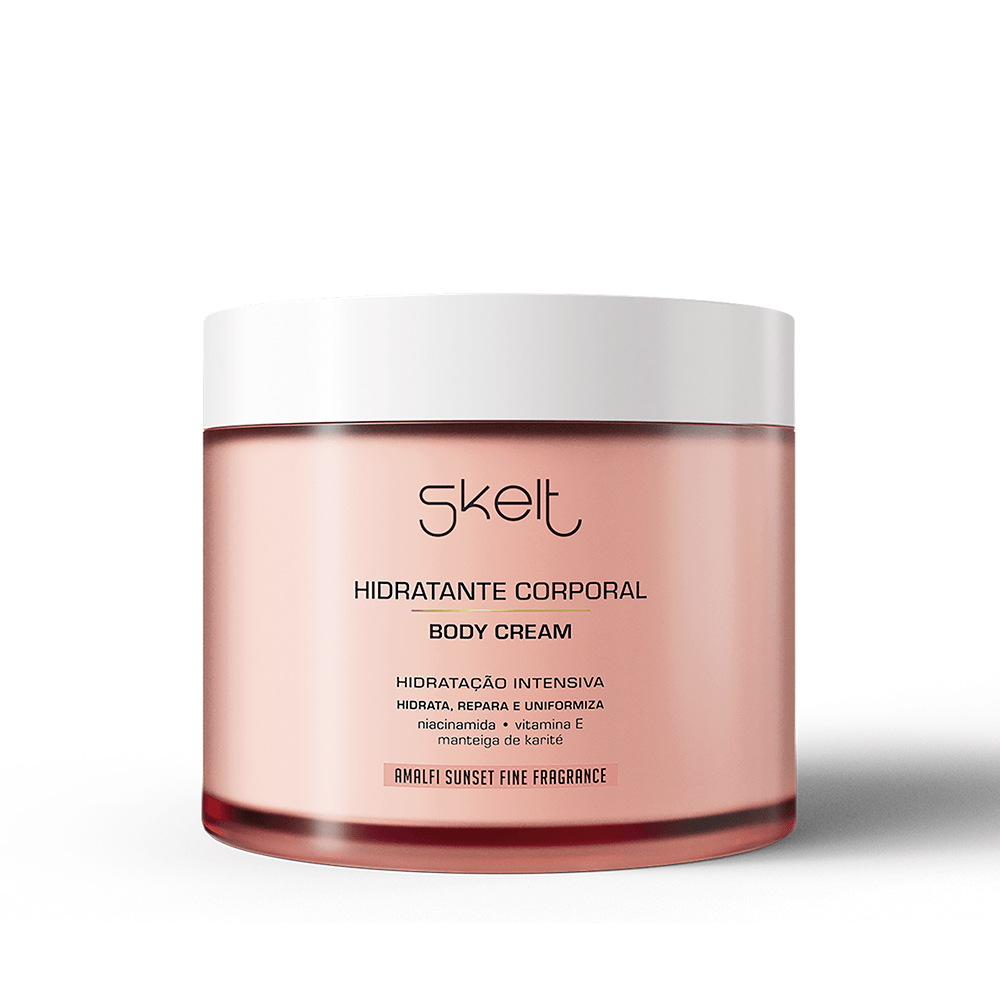 skelt
HIDRATANTE CORPORAL
BODY CREAM
HIDRATAÇÃO INTENSIVA
HIDRATA, REPARA E UNIFORMIZA
niacinamida • vitamina E
manteiga de karité
AMALFI SUNSET FINE FRAGRANCE